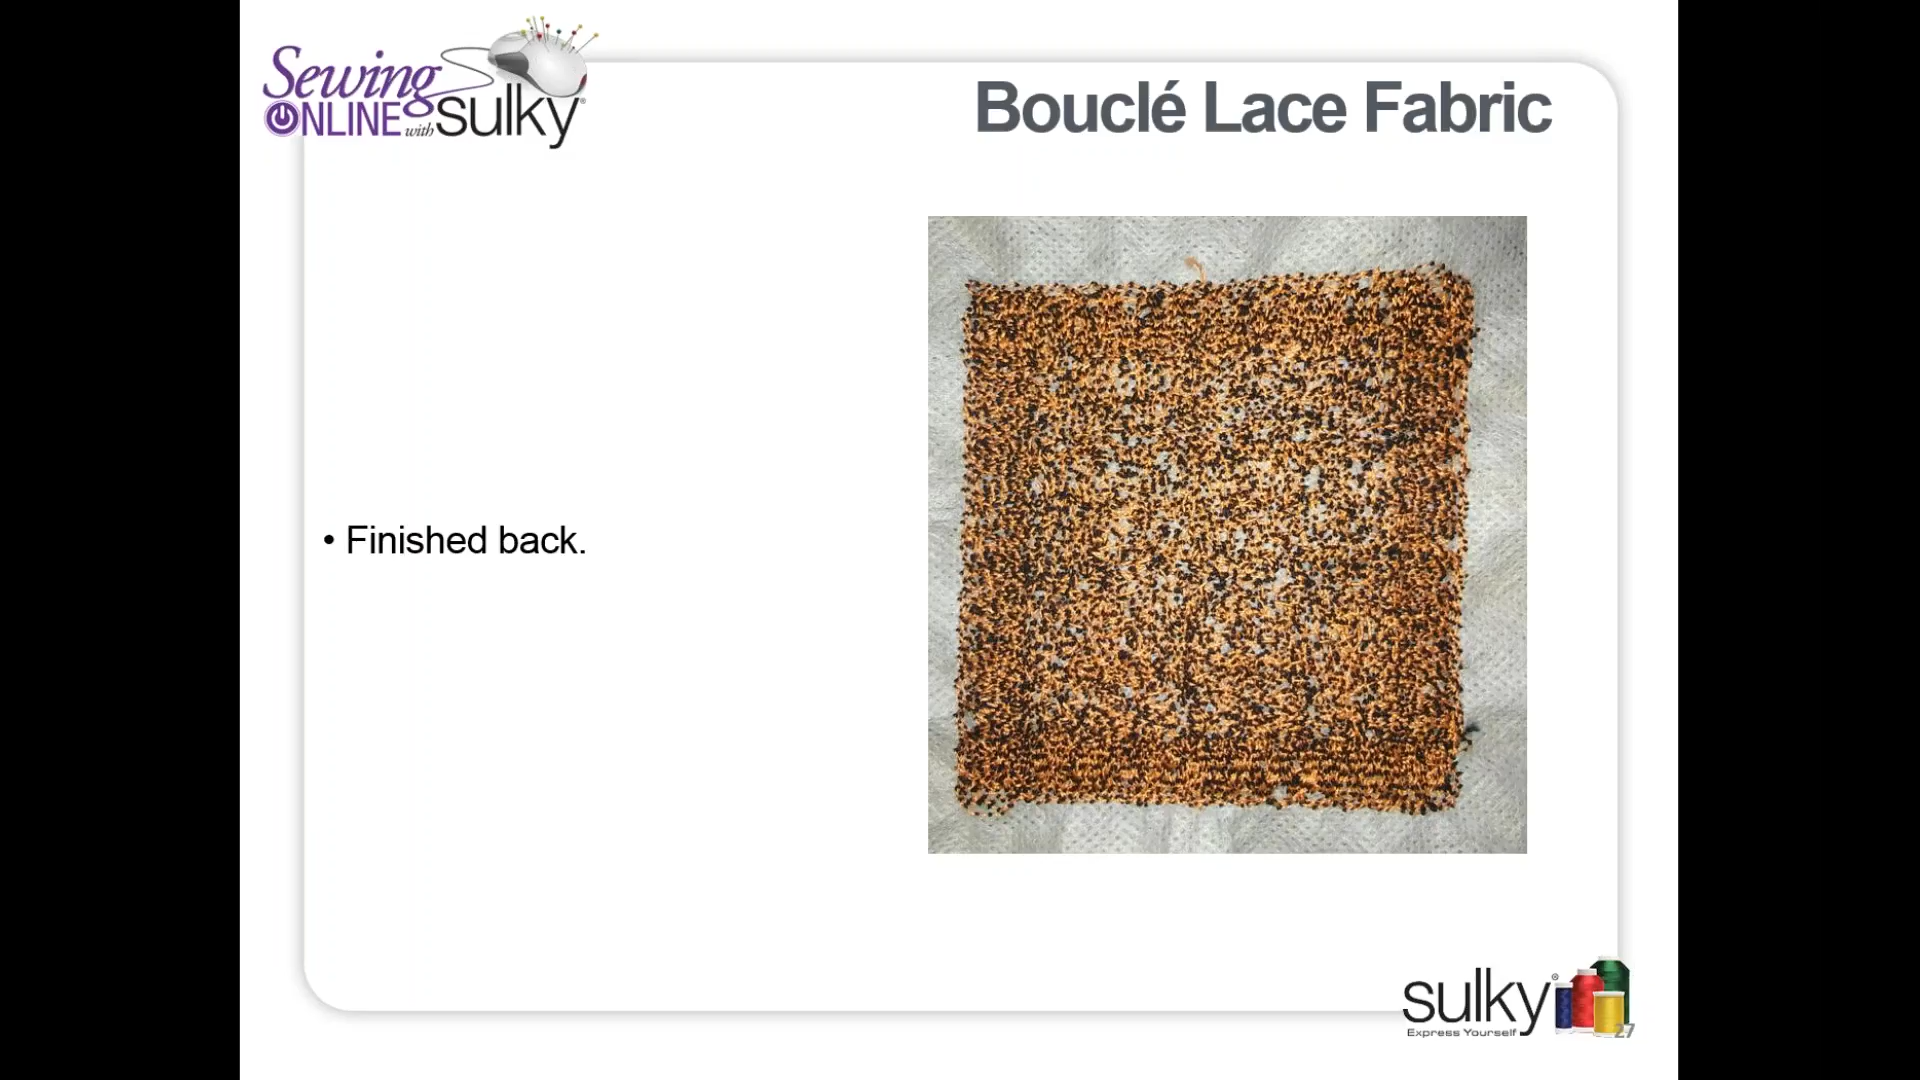 Sewing
ONLINE with sulky®
Bouclé Lace Fabric
• Finished back.
sulky®
Express Yourself
27